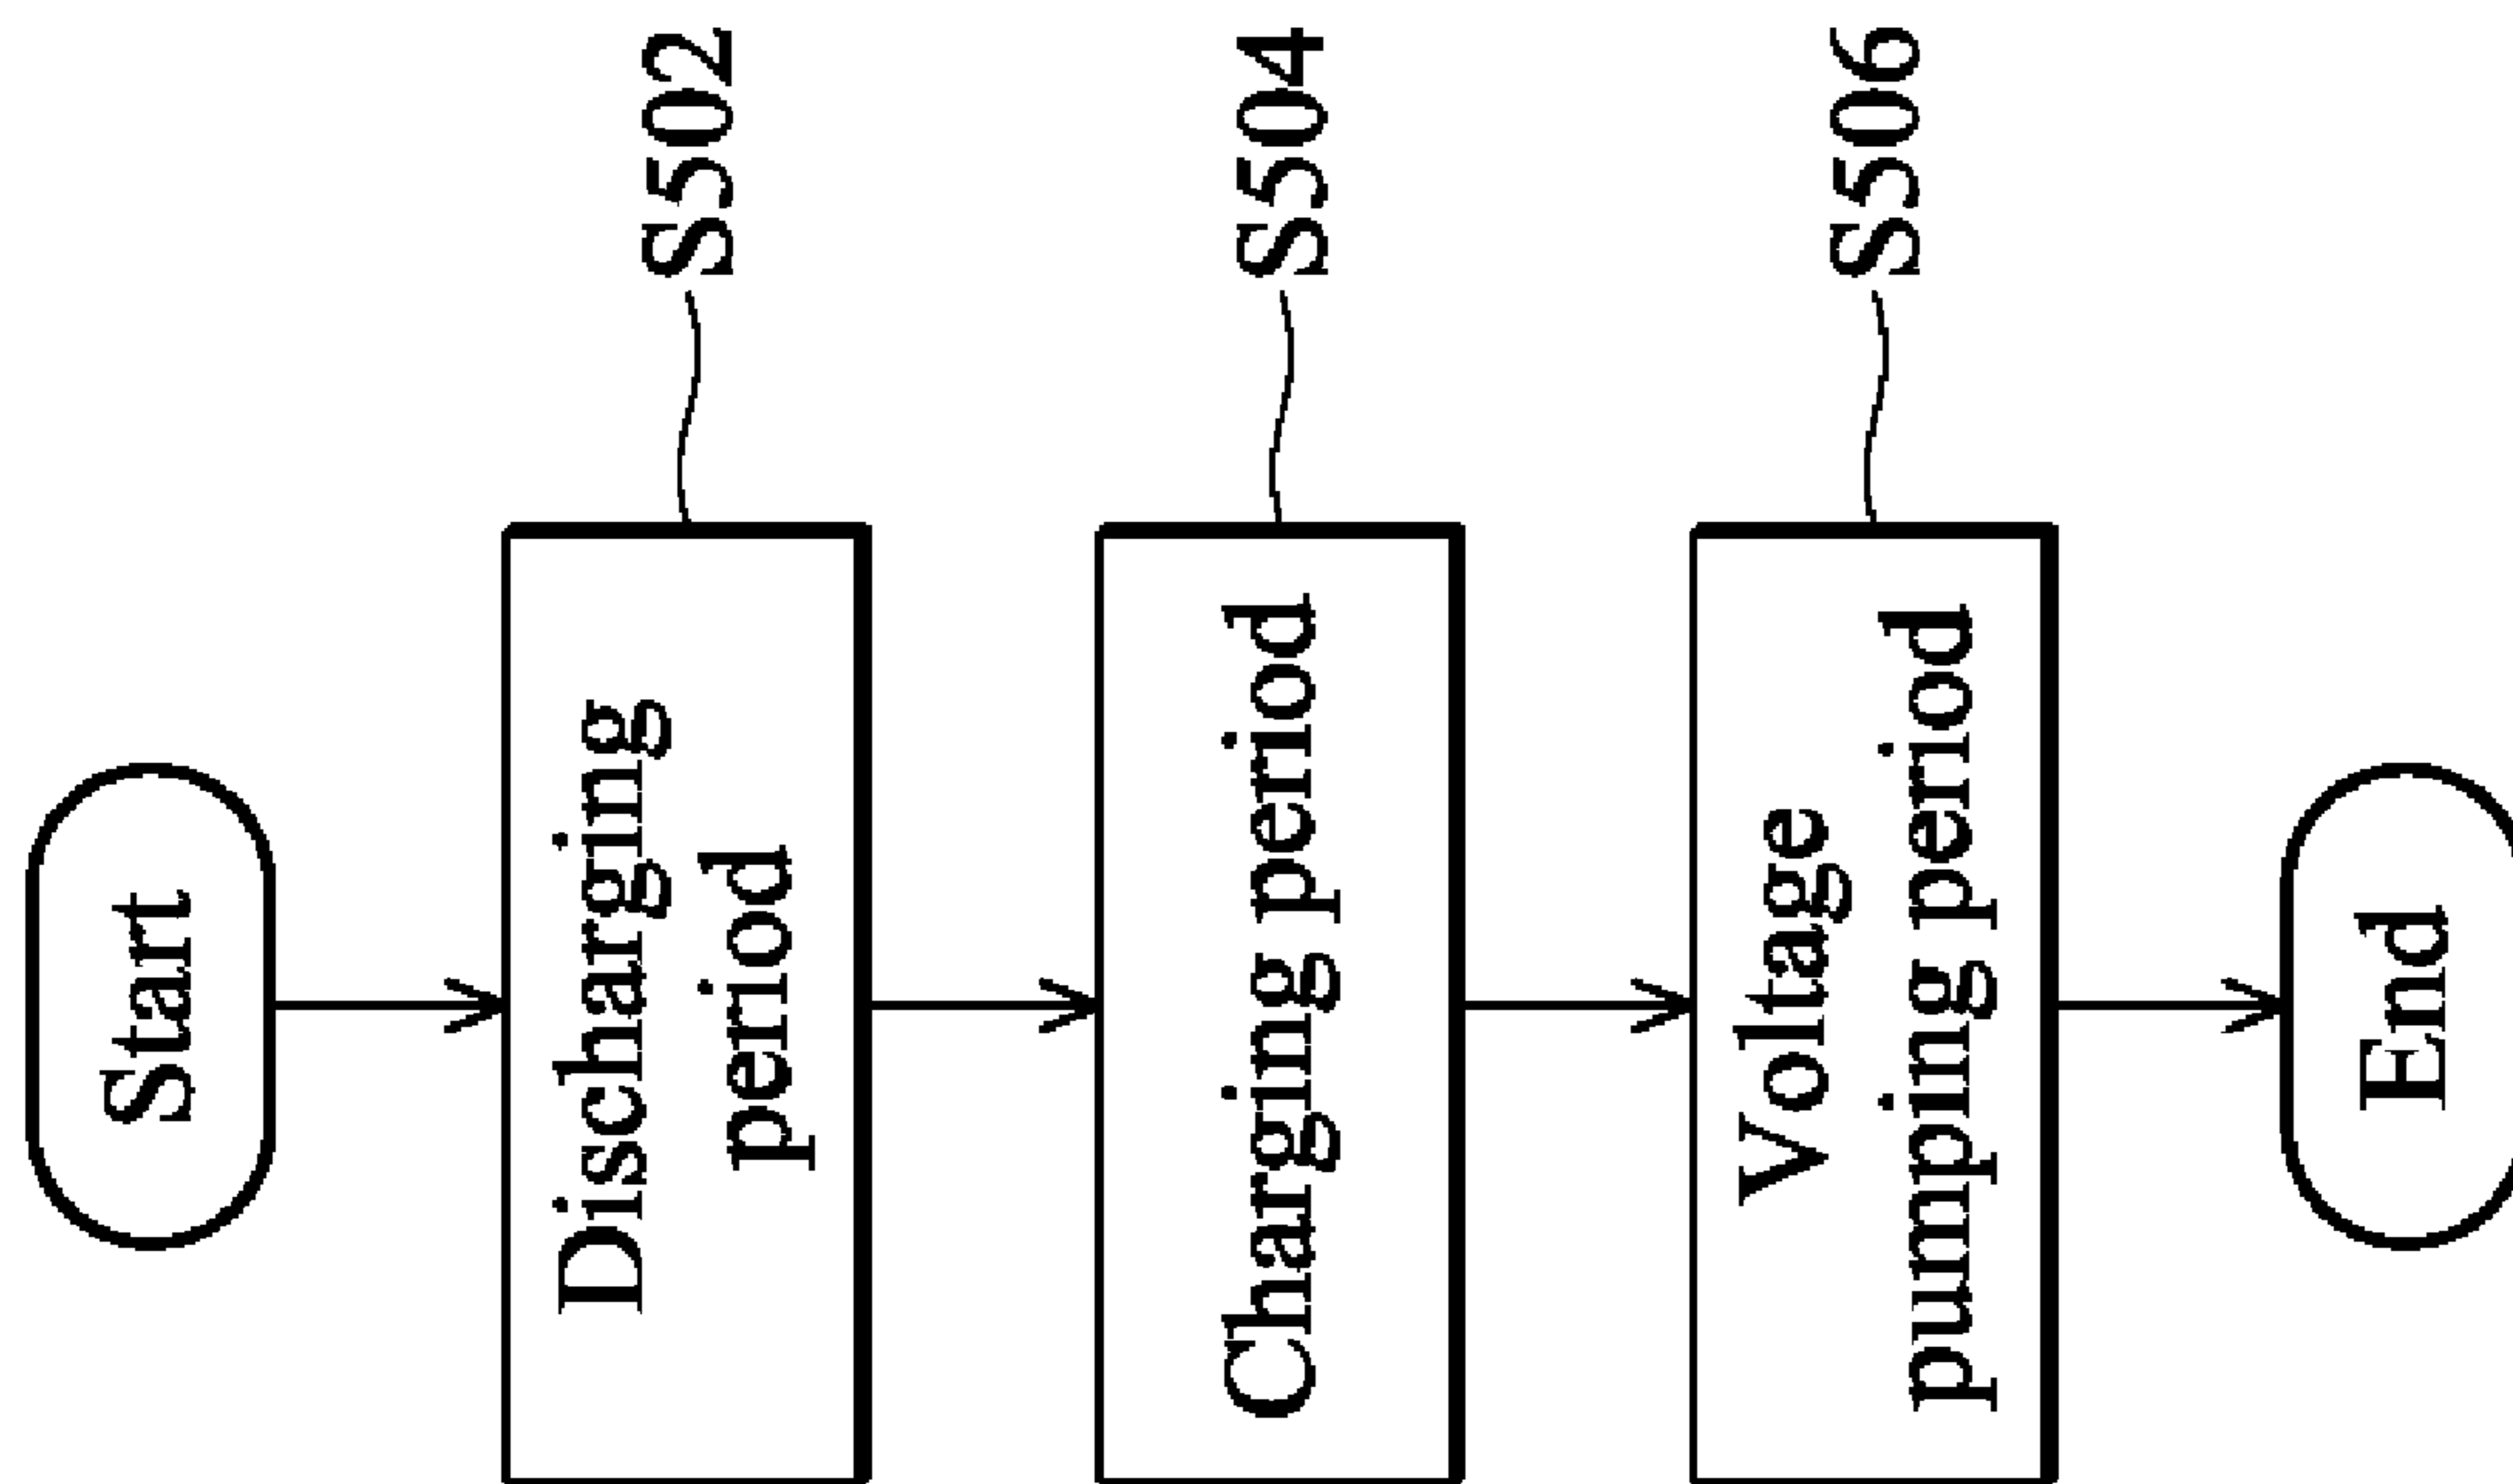 Start
Discharging
period
S502
Charging period
S504
Voltage
pumping period
S506
End